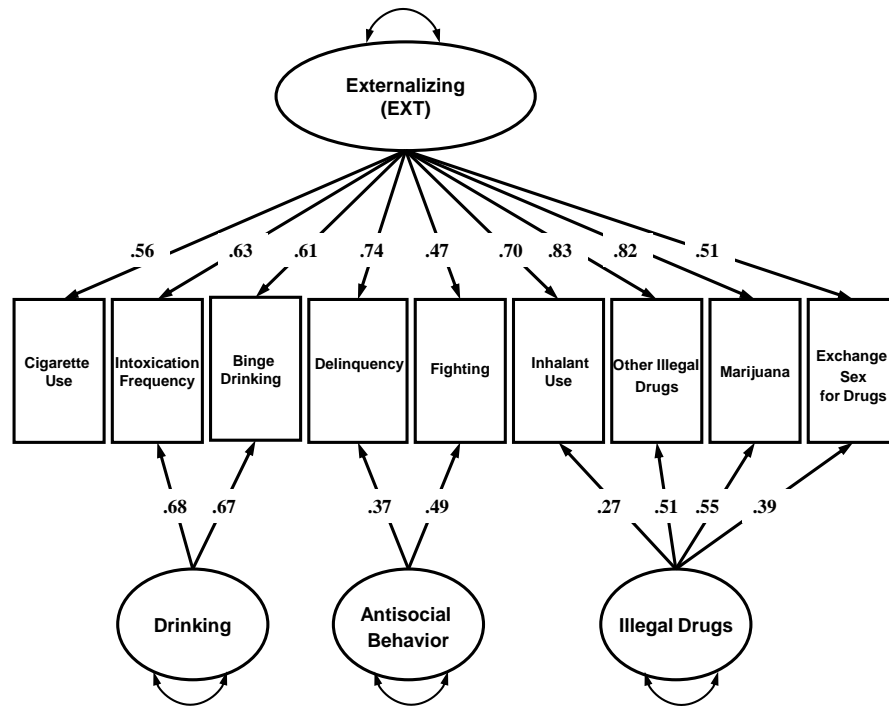 Externalizing
(EXT)
.56 .63 .61 .74 .47 .70 .83 .82 .51
Cigarette
Use
Intoxication
Frequency
Binge
Drinking
Delinquency
Fighting
Inhalant
Use
Other Illegal
Drugs
Marijuana
Exchange
Sex
for Drugs
.68 .67 .37 .49 .27 .51 .55 .39
Drinking
Antisocial
Behavior
Illegal Drugs